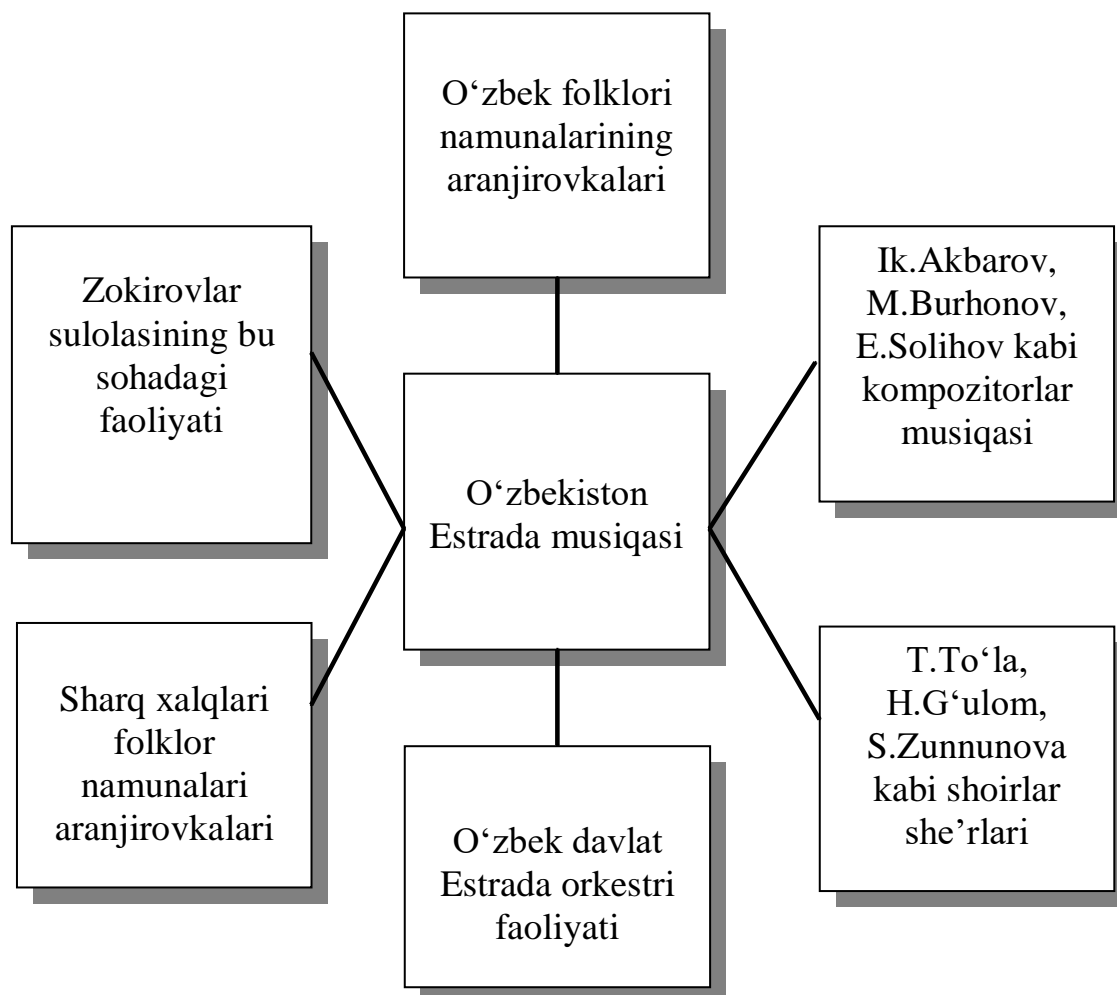 O‘zbek folklori
namunalarining
aranjirovkalari
Zokirovlar
sulolasining bu
sohadagi
faoliyati
Ik.Akbarov,
M.Burhonov,
E.Solihov kabi
kompozitorlar
musiqasi
O‘zbekiston
Estrada musiqasi
Sharq xalqlari
folklor
namunalari
aranjirovkalari
T.To‘la,
H.G‘ulom,
S.Zunnunova
kabi shoirlar
she’rlari
O‘zbek davlat
Estrada orkestri
faoliyati